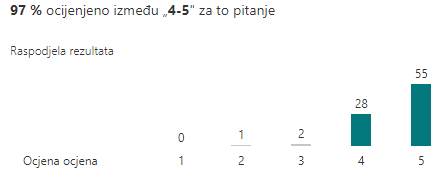 97 % ocijenjeno između „4-5" za to pitanje
Raspodjela rezultata
55
28
0 1 2
Ocjena ocjena 1 2 3 4 5